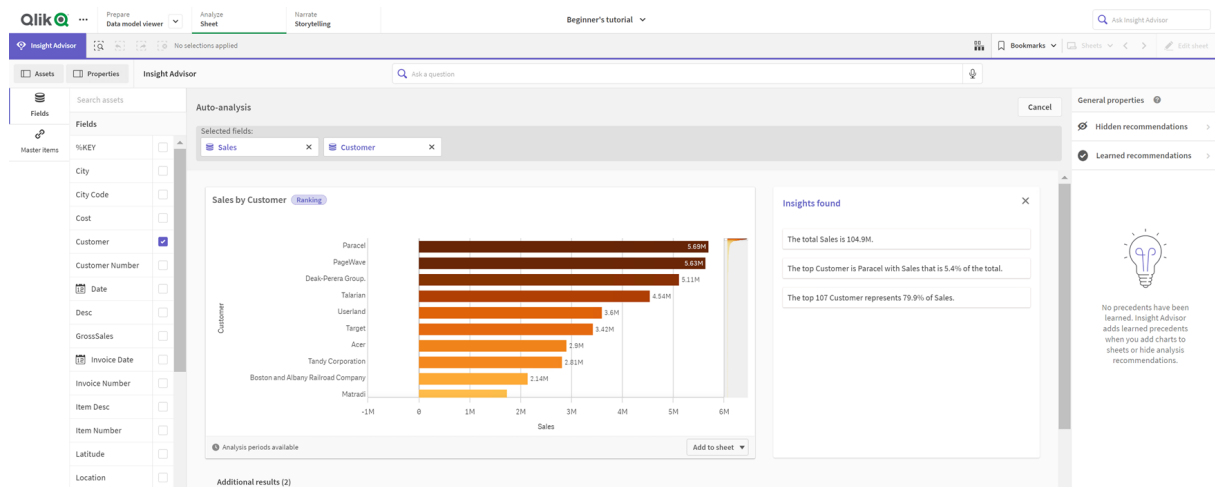 Qlik
Prepare
Data model viewer
Analyze
Sheet
Narrate
Storytelling
Beginner's tutorial
Ask Insight Advisor
Insight Advisor
No selections applied
Bookmarks
Sheets
Edit sheet
Assets
Properties
Insight Advisor
Ask a question
Fields
Master items
Search assets
Fields
%KEY
City
City Code
Cost
Customer
Customer Number
Date
Desc
GrossSales
Invoice Date
Invoice Number
Item Desc
Item Number
Latitude
Location
Auto-analysis
Cancel
Selected fields:
Sales
Customer
Sales by Customer
Ranking
Customer
Paracel
5.69M
PageWave
5.63M
Deak-Perera Group.
5.11M
Talarian
4.54M
Userland
3.6M
Target
3.42M
Acer
2.9M
Tandy Corporation
2.81M
Boston and Albany Railroad Company
2.14M
Matradi
-1M 0 1M 2M 3M 4M 5M 6M
Sales
Analysis periods available
Add to sheet
Additional results (2)
Insights found
The total Sales is 104.9M.
The top Customer is Paracel with Sales that is 5.4% of the total.
The top 107 Customer represents 79.9% of Sales.
General properties
Hidden recommendations
Learned recommendations
No precedents have been
learned. Insight Advisor
adds learned precedents
when you add charts to
sheets or hide analysis
recommendations.